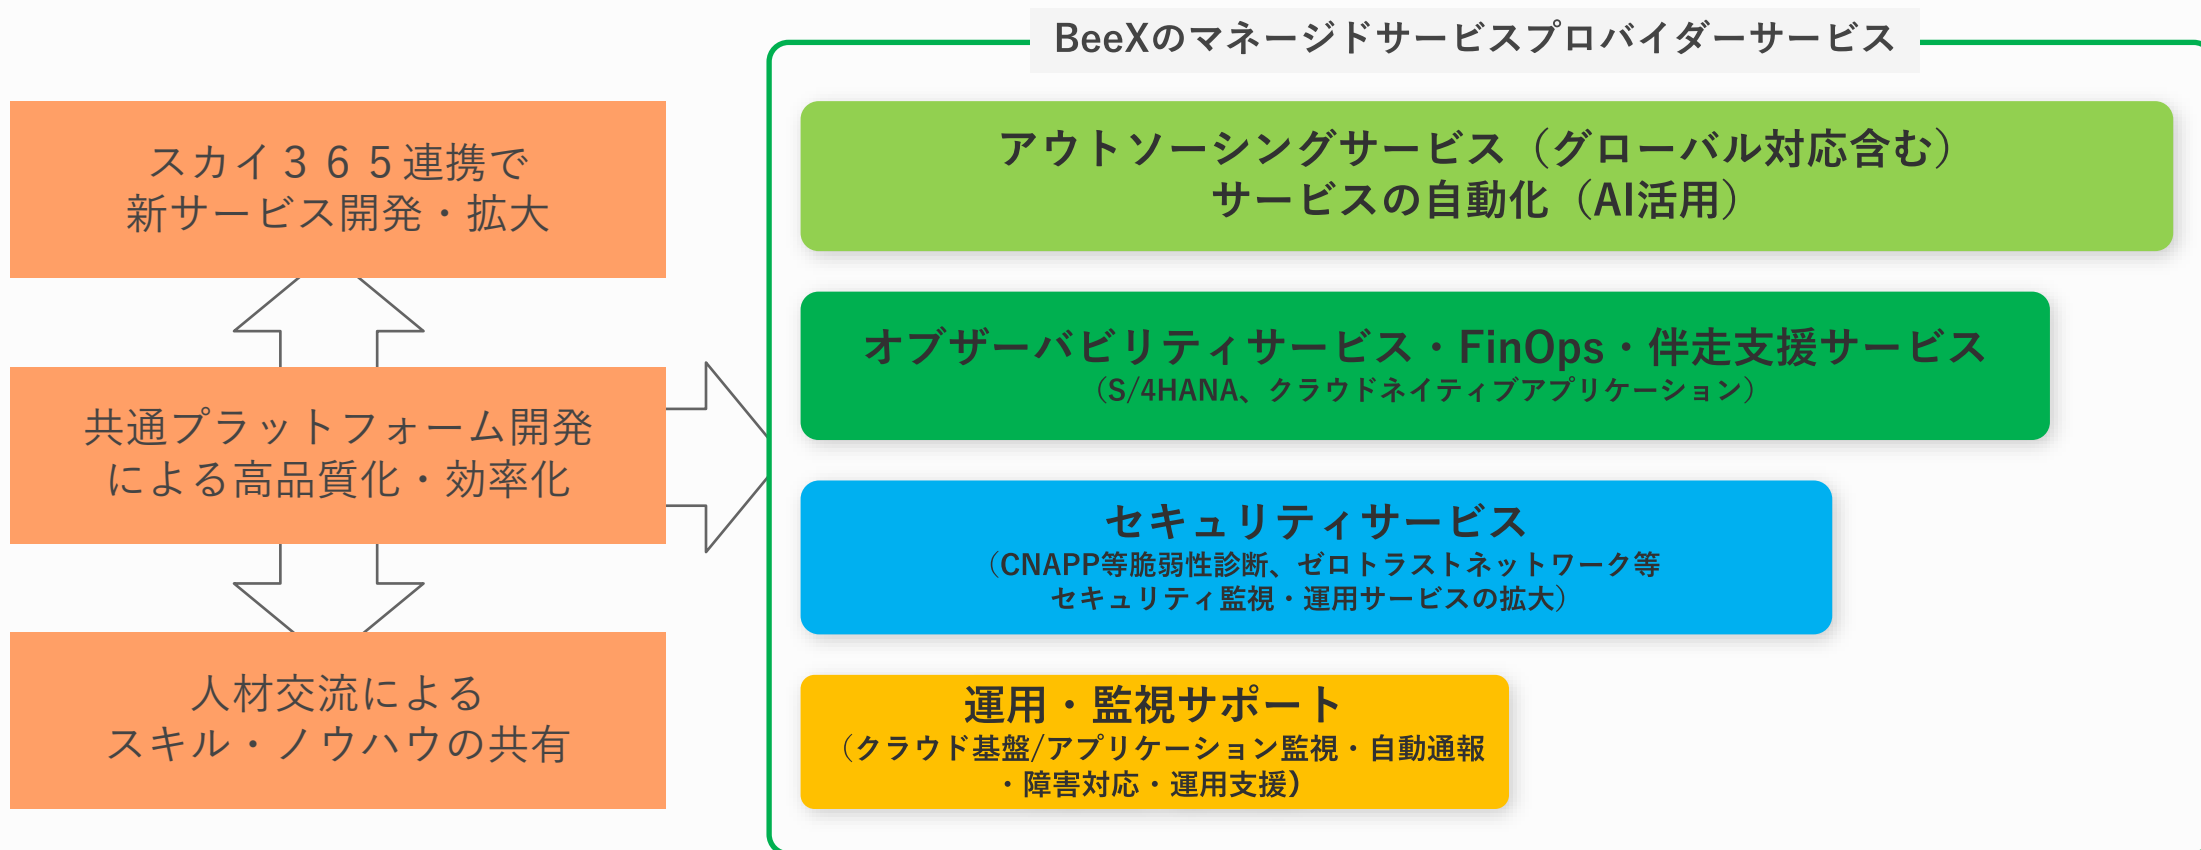 BeeXのマネージドサービスプロバイダーサービス
スカイ３６５連携で
新サービス開発・拡大
共通プラットフォーム開発
による高品質化・効率化
人材交流による
スキル・ノウハウの共有
アウトソーシングサービス（グローバル対応含む）
サービスの自動化（AI活用）
オブザーバビリティサービス・FinOps・伴走支援サービス
（S/4HANA、クラウドネイティブアプリケーション）
セキュリティサービス
（CNAPP等脆弱性診断、ゼロトラストネットワーク等
セキュリティ監視・運用サービスの拡大）
運用・監視サポート
（クラウド基盤/アプリケーション監視・自動通報
・障害対応・運用支援)